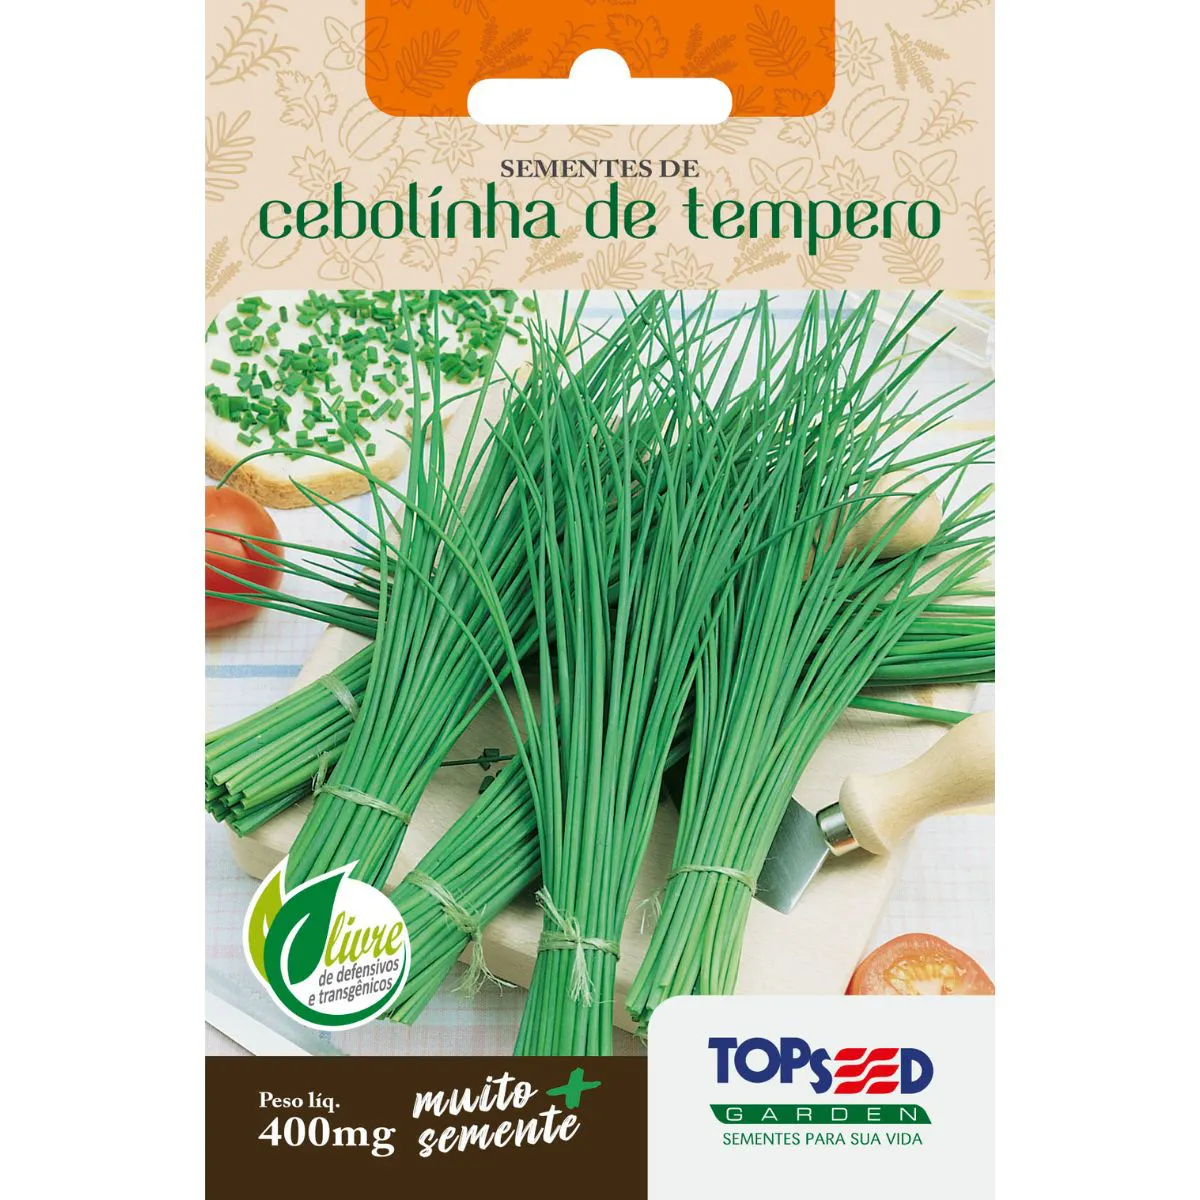 SEMENTES DE
cebolinha de tempero
livre
de defensivos
e transgênicos
Peso líq.
400mg
muito +
semente
TOPSEED
GARDEN
SEMENTES PARA SUA VIDA